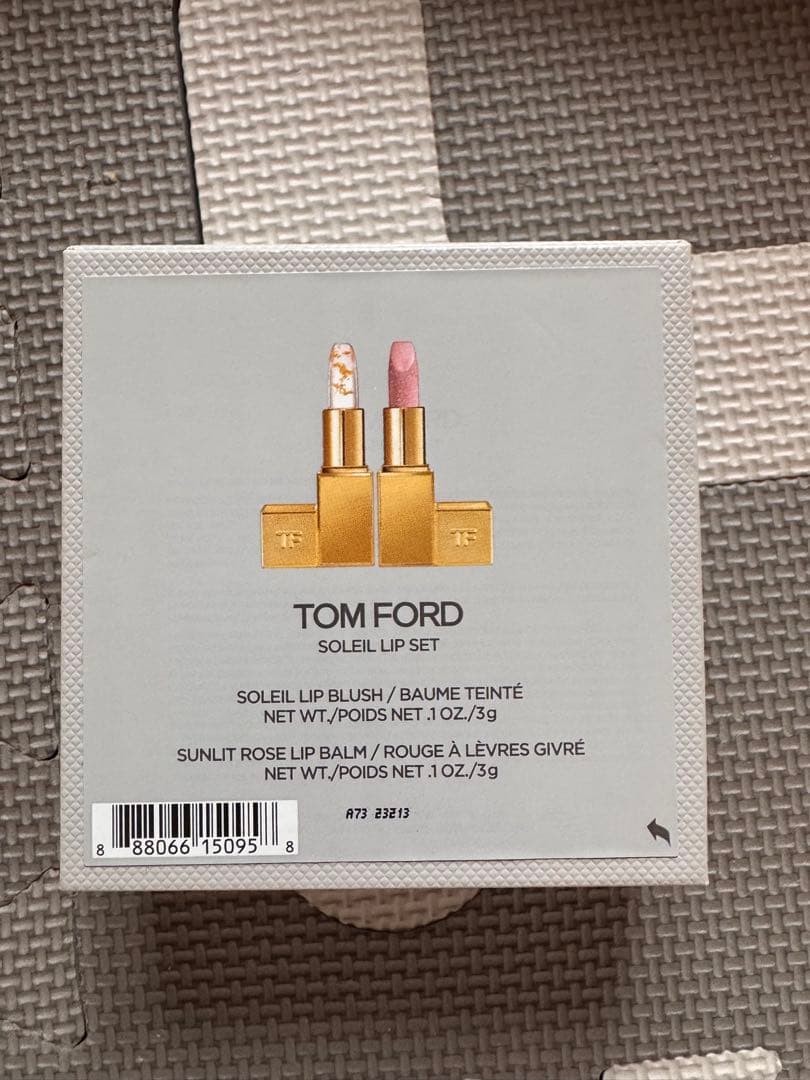 TF TF
TOM FORD
SOLEIL LIP SET
SOLEIL LIP BLUSH / BAUME TEINTÉ
NET WT./POIDS NET .1 OZ./3g
SUNLIT ROSE LIP BALM / ROUGE À LÈVRES GIVRÉ
NET WT./POIDS NET .1 OZ./3g
A73 23213
8 88066 15095 8